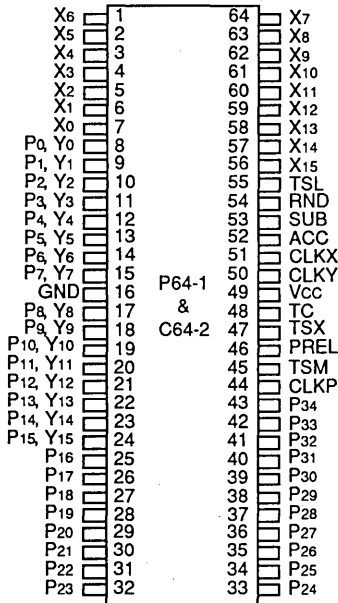 X6 1 64 X7
X5 2 63 X8
X4 3 62 X9
X3 4 61 X10
X2 5 60 X11
X1 6 59 X12
X0 7 58 X13
P0, Y0 8 57 X14
P1, Y1 9 56 X15
P2, Y2 10 55 TSL
P3, Y3 11 54 RND
P4, Y4 12 53 SUB
P5, Y5 13 52 ACC
P6, Y6 14 51 CLKX
P7, Y7 15 50 CLKY
GND 16 49 VCC
P8, Y8 17 48 TC
P9, Y9 18 47 TSX
P10, Y10 19 46 PREL
P11, Y11 20 45 TSM
P12, Y12 21 44 CLKP
P13, Y13 22 43 P34
P14, Y14 23 42 P33
P15, Y15 24 41 P32
P16 25 40 P31
P17 26 39 P30
P18 27 38 P29
P19 28 37 P28
P20 29 36 P27
P21 30 35 P26
P22 31 34 P25
P23 32 33 P24
P64-1
&
C64-2